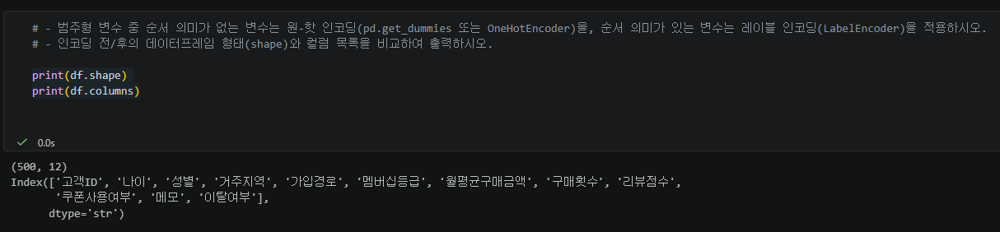 # - 범주형 변수 중 순서 의미가 없는 변수는 원-핫 인코딩(pd.get_dummies 또는 OneHotEncoder)을, 순서 의미가 있는 변수는 레이블 인코딩(LabelEncoder)을 적용하시오.
# - 인코딩 전/후의 데이터프레임 형태(shape)와 컬럼 목록을 비교하여 출력하시오.
print(df.shape)
print(df.columns)
0.0s
(500, 12)
Index(['고객ID', '나이', '성별', '거주지역', '가입경로', '멤버십등급', '월평균구매금액', '구매횟수', '리뷰점수',
'쿠폰사용여부', '메모', '이탈여부'],
dtype='str')